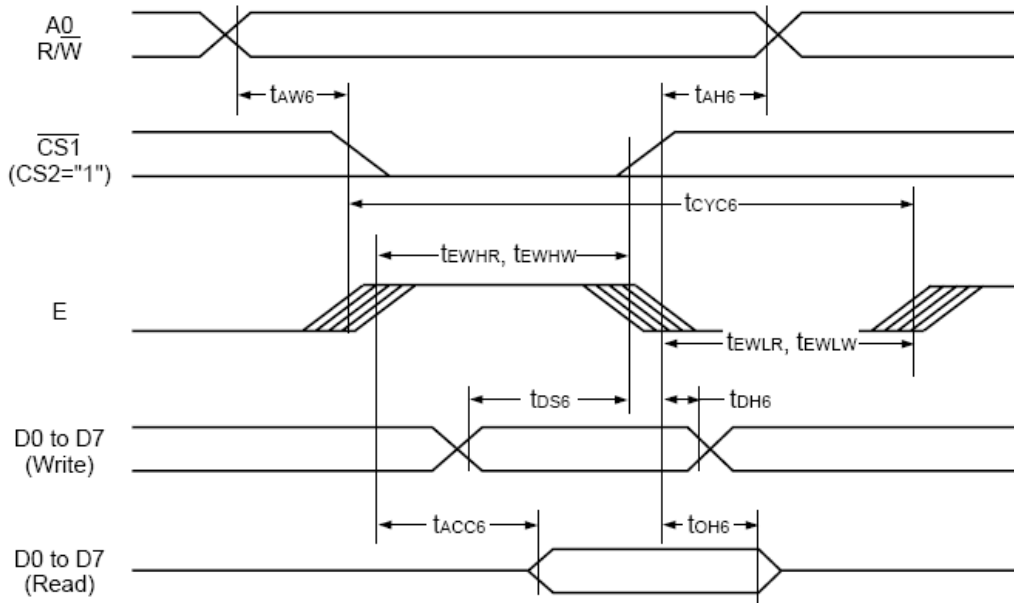 A0
R/W̅
tAW6
tAH6
C̅S̅1̅
(CS2="1")
tCYC6
tEWHR, tEWHW
E
tEWLR, tEWLW
tDS6
tDH6
D0 to D7
(Write)
tACC6
tOH6
D0 to D7
(Read)